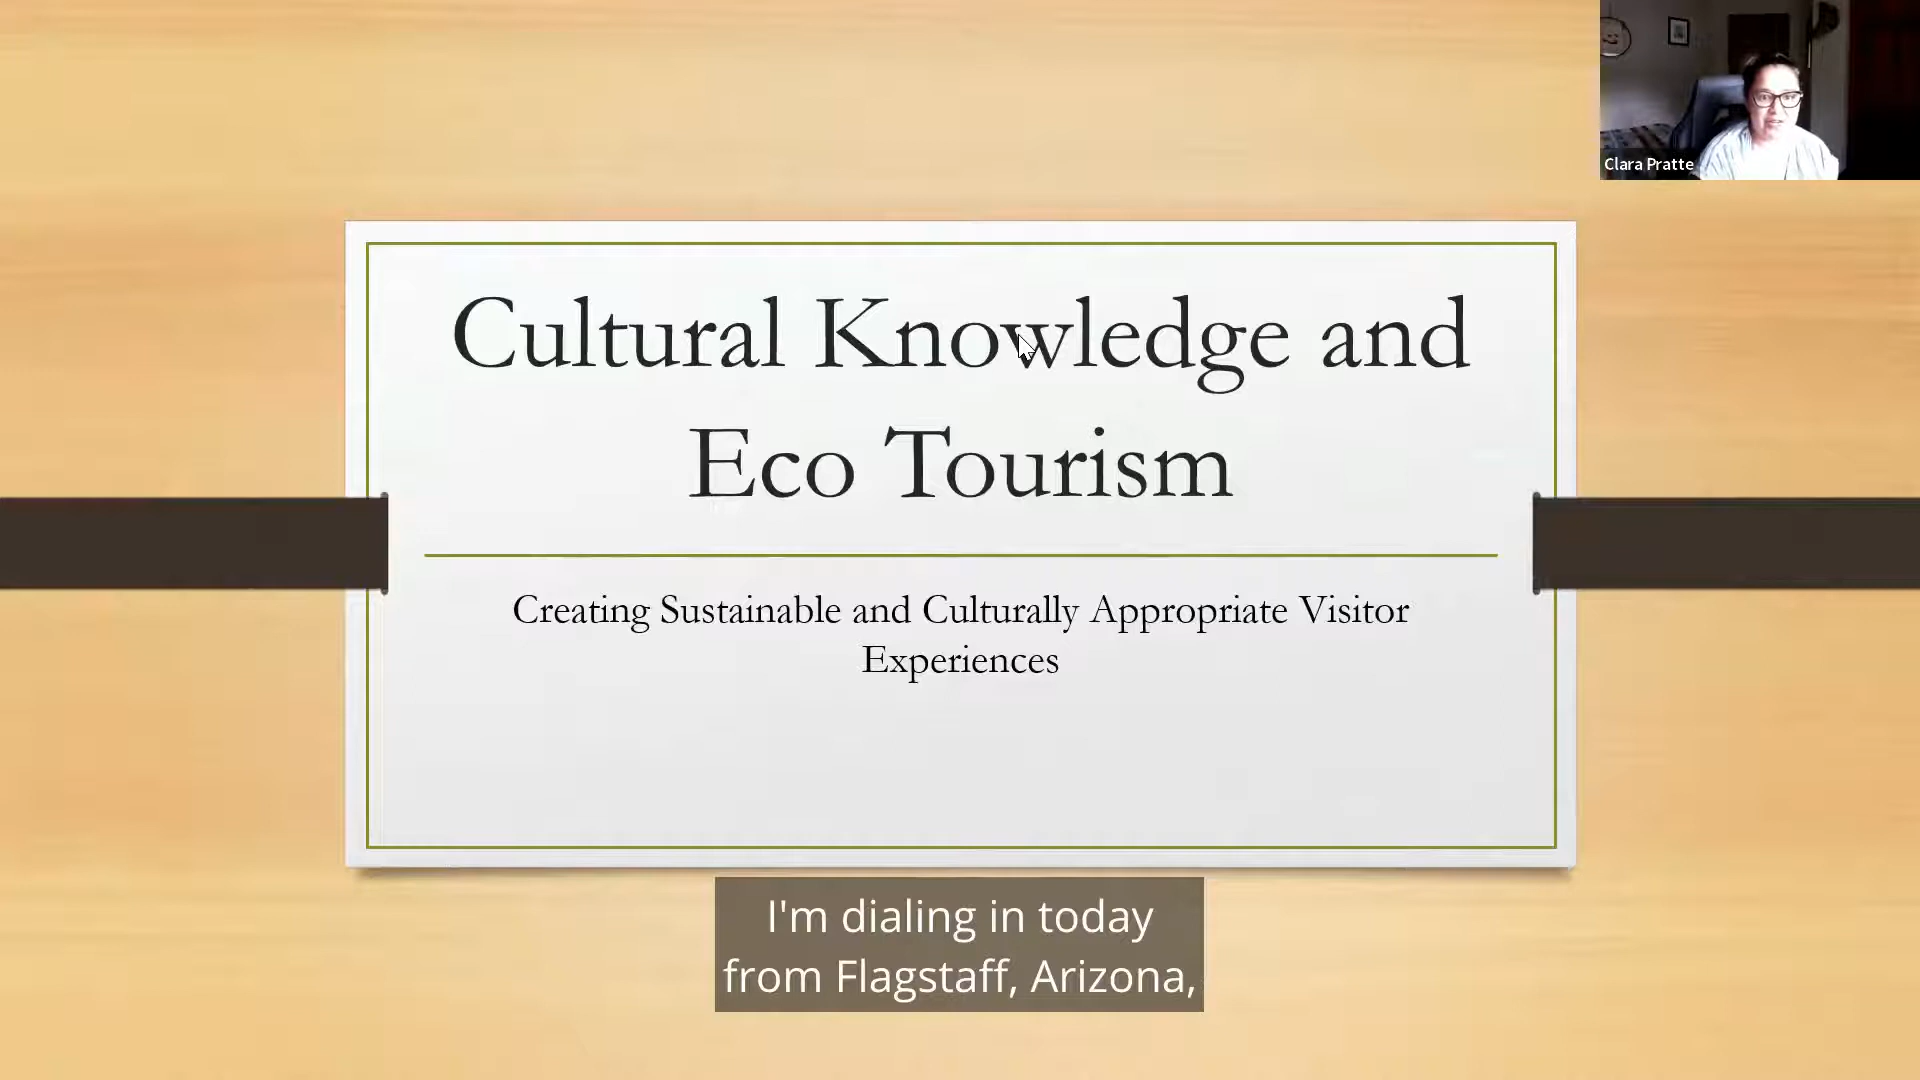 Clara Pratte
Cultural Knowledge and
Eco Tourism
Creating Sustainable and Culturally Appropriate Visitor
Experiences
I'm dialing in today
from Flagstaff, Arizona,